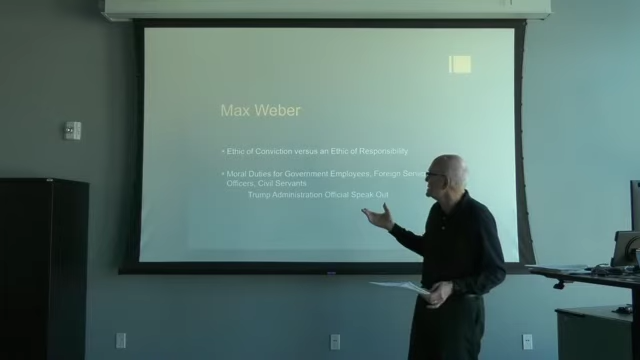 Max Weber
• Ethic of Conviction versus an Ethic of Responsibility
• Moral Duties for Government Employees, Foreign
Officers, Civil Servants
Trump Administration Official Speak Out